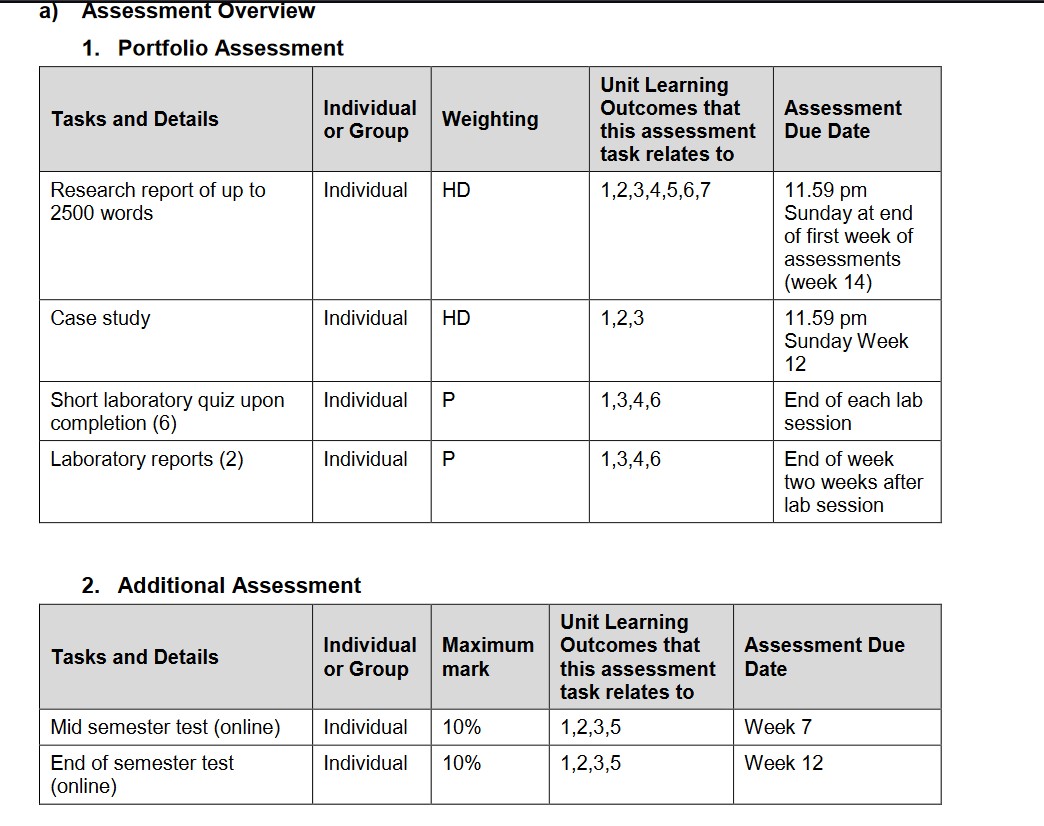 a) Assessment Overview
1. Portfolio Assessment
Tasks and Details
Individual
or Group
Weighting
Unit Learning
Outcomes that
this assessment
task relates to
Assessment
Due Date
Research report of up to
2500 words
Individual
HD
1,2,3,4,5,6,7
11.59 pm
Sunday at end
of first week of
assessments
(week 14)
Case study
Individual
HD
1,2,3
11.59 pm
Sunday Week
12
Short laboratory quiz upon
completion (6)
Individual
P
1,3,4,6
End of each lab
session
Laboratory reports (2)
Individual
P
1,3,4,6
End of week
two weeks after
lab session
2. Additional Assessment
Tasks and Details
Individual
or Group
Maximum
mark
Unit Learning
Outcomes that
this assessment
task relates to
Assessment Due
Date
Mid semester test (online)
Individual
10%
1,2,3,5
Week 7
End of semester test
(online)
Individual
10%
1,2,3,5
Week 12